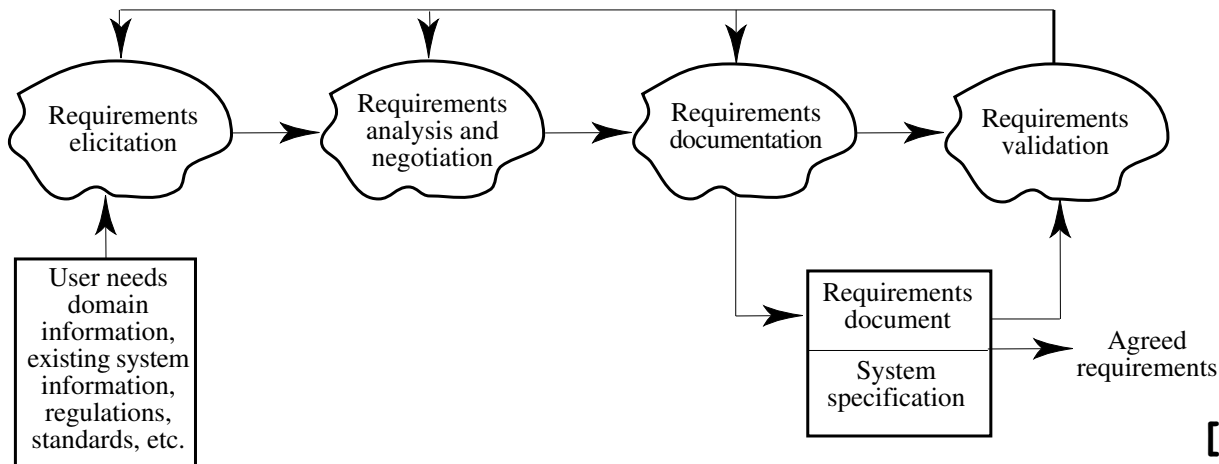 Requirements
elicitation
Requirements
analysis and
negotiation
Requirements
documentation
Requirements
validation
User needs
domain
information,
existing system
information,
regulations,
standards, etc.
Requirements
document
System
specification
Agreed
requirements
[